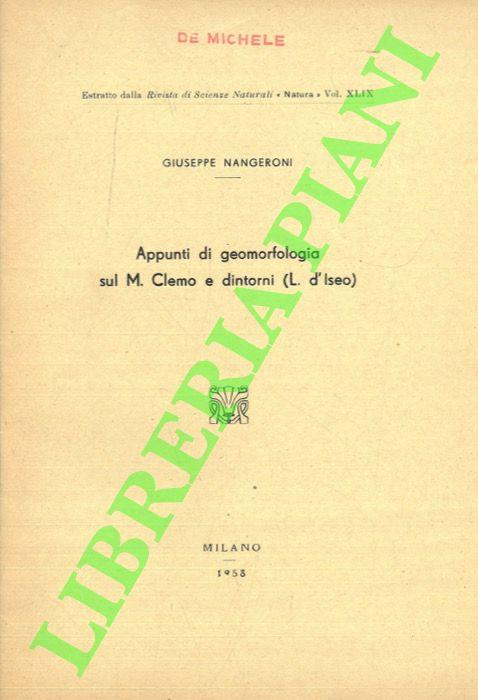 DE MICHELE
Estratto dalla Rivista di Scienze Naturali « Natura » Vol. XLIX
GIUSEPPE NANGERONI
Appunti di geomorfologia
sul M. Clemo e dintorni (L. d'Iseo)
MILANO
1958
LIBRERIA PIANI